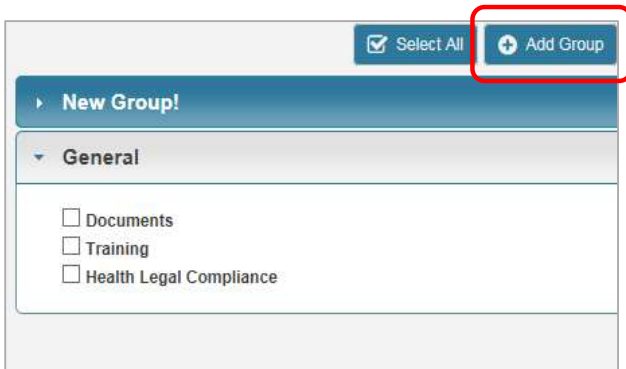 Select All Add Group
New Group!
General
Documents
Training
Health Legal Compliance